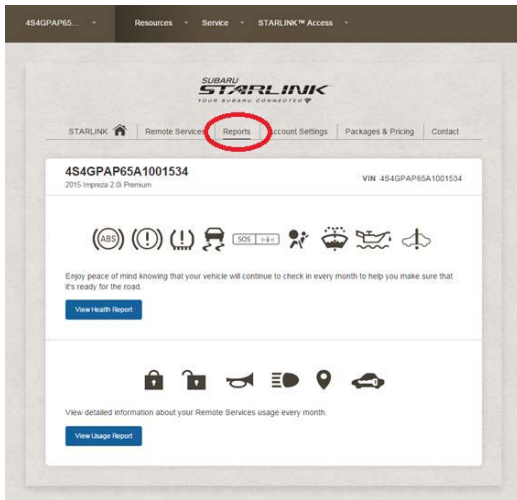 4S4GPAP65... Resources Service STARLINK™ Access
SUBARU
STARLINK
YOUR SUBARU CONNECTED
STARLINK Remote Services Reports Account Settings Packages & Pricing Contact
4S4GPAP65A1001534 VIN 4S4GPAP65A1001534
2015 Impreza 2.0i Premium
(ABS) (!) (!) SOS i
Enjoy peace of mind knowing that your vehicle will continue to check in every month to help you make sure that
it's ready for the road.
View Health Report
View detailed information about your Remote Services usage every month.
View Usage Report